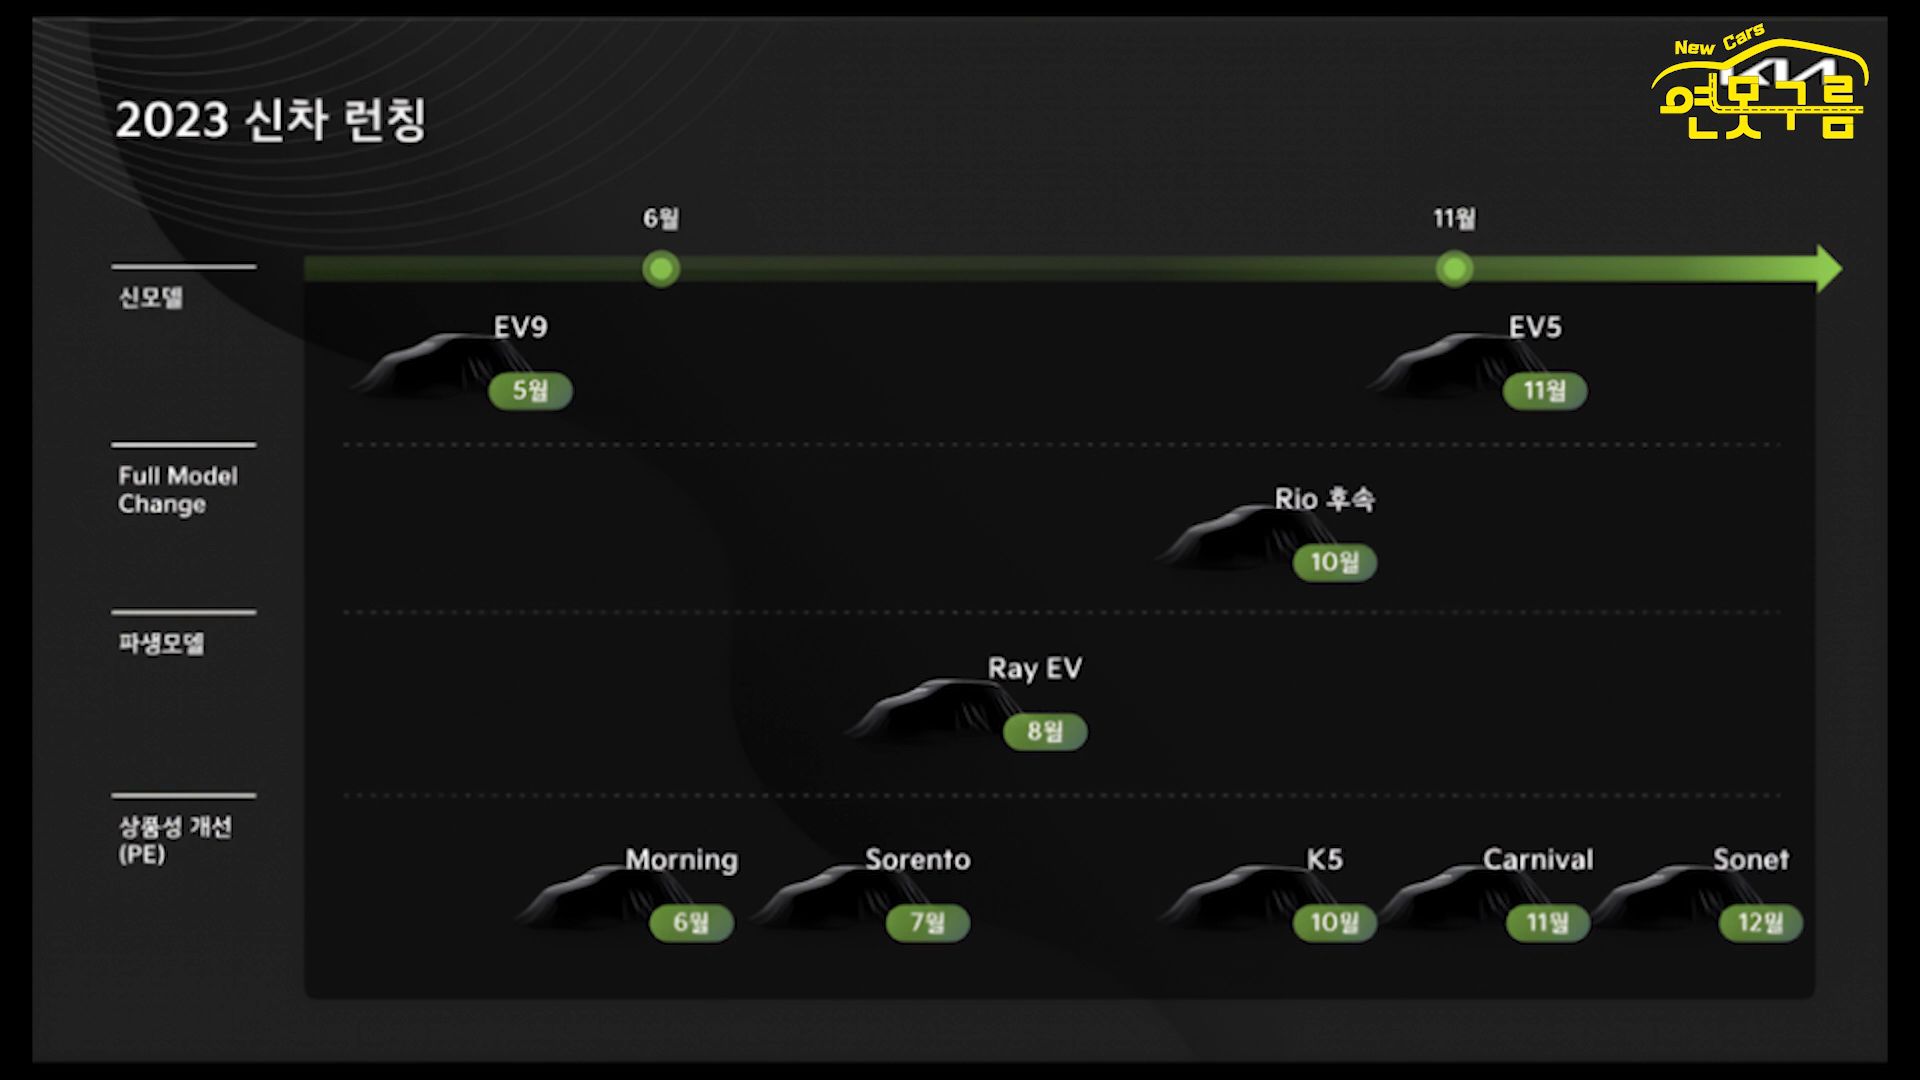 New Cars
연못구름
2023 신차 런칭
6월
11월
신모델
EV9
5월
EV5
11월
Full Model
Change
Rio 후속
10월
파생모델
Ray EV
8월
상품성 개선
(PE)
Morning
6월
Sorento
7월
K5
10월
Carnival
11월
Sonet
12월